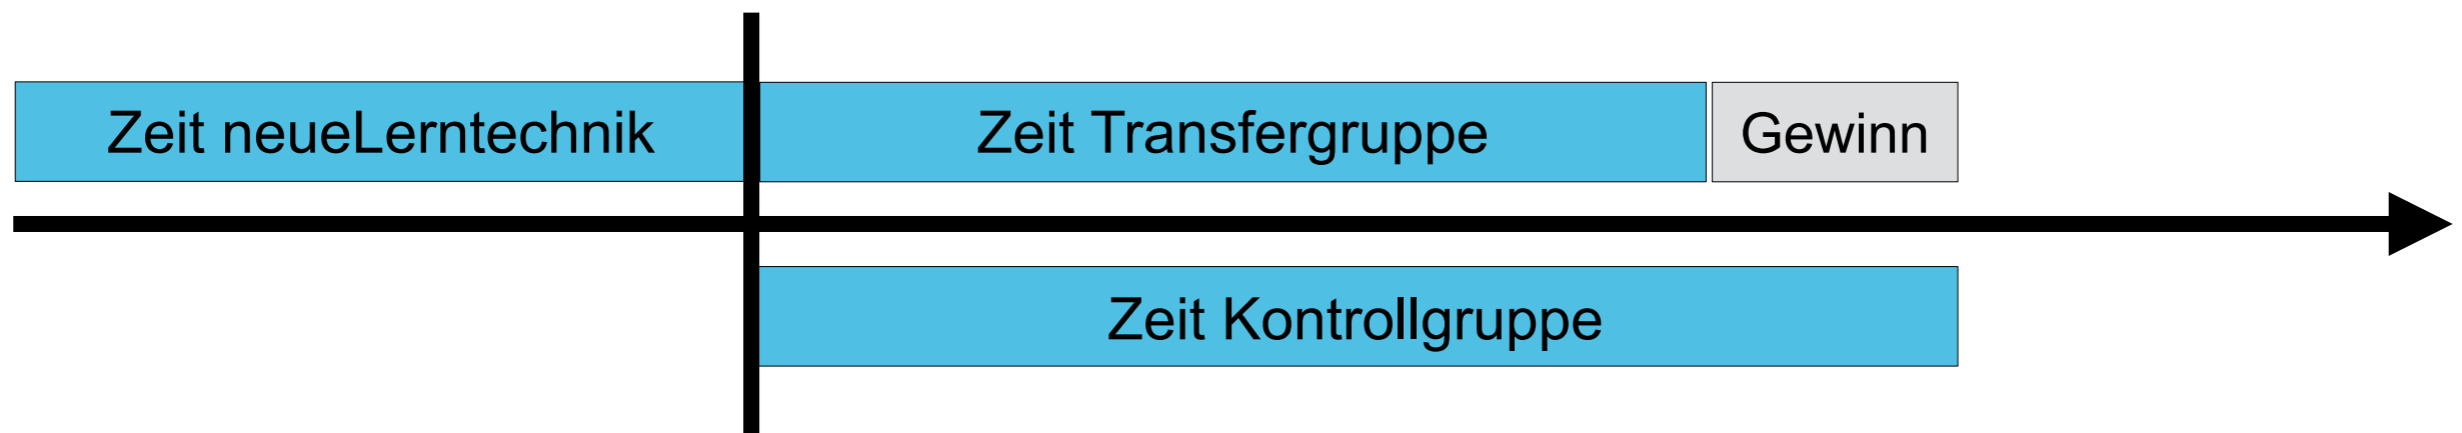 Zeit neueLerntechnik
Zeit Transfergruppe
Gewinn
Zeit Kontrollgruppe